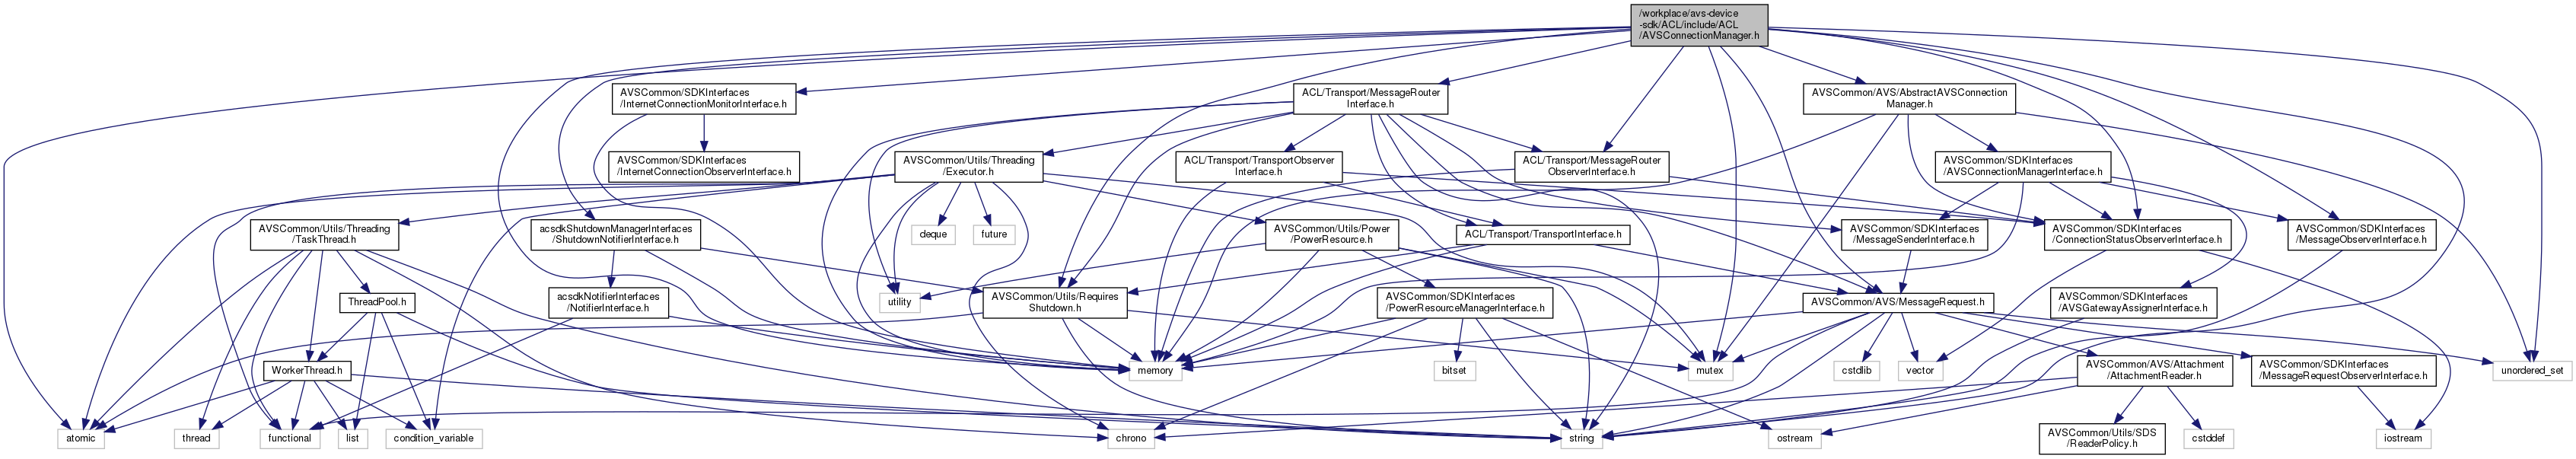 /workplace/avs-device
-sdk/ACL/include/ACL
/AVSConnectionManager.h
AVSCommon/SDKInterfaces
/InternetConnectionMonitorInterface.h
ACL/Transport/MessageRouter
Interface.h
AVSCommon/AVS/AbstractAVSConnection
Manager.h
AVSCommon/SDKInterfaces
/InternetConnectionObserverInterface.h
AVSCommon/Utils/Threading
/Executor.h
ACL/Transport/TransportObserver
Interface.h
ACL/Transport/MessageRouter
ObserverInterface.h
AVSCommon/SDKInterfaces
/AVSConnectionManagerInterface.h
AVSCommon/Utils/Threading
/TaskThread.h
acsdkShutdownManagerInterfaces
/ShutdownNotifierInterface.h
deque
future
AVSCommon/Utils/Power
/PowerResource.h
ACL/Transport/TransportInterface.h
AVSCommon/SDKInterfaces
/MessageSenderInterface.h
AVSCommon/SDKInterfaces
/ConnectionStatusObserverInterface.h
AVSCommon/SDKInterfaces
/MessageObserverInterface.h
ThreadPool.h
acsdkNotifierInterfaces
/NotifierInterface.h
utility
AVSCommon/Utils/Requires
Shutdown.h
AVSCommon/SDKInterfaces
/PowerResourceManagerInterface.h
AVSCommon/AVS/MessageRequest.h
AVSCommon/SDKInterfaces
/AVSGatewayAssignerInterface.h
WorkerThread.h
memory
bitset
mutex
cstdlib
vector
AVSCommon/AVS/Attachment
/AttachmentReader.h
AVSCommon/SDKInterfaces
/MessageRequestObserverInterface.h
unordered_set
atomic
thread
functional
list
condition_variable
chrono
string
ostream
AVSCommon/Utils/SDS
/ReaderPolicy.h
cstddef
iostream